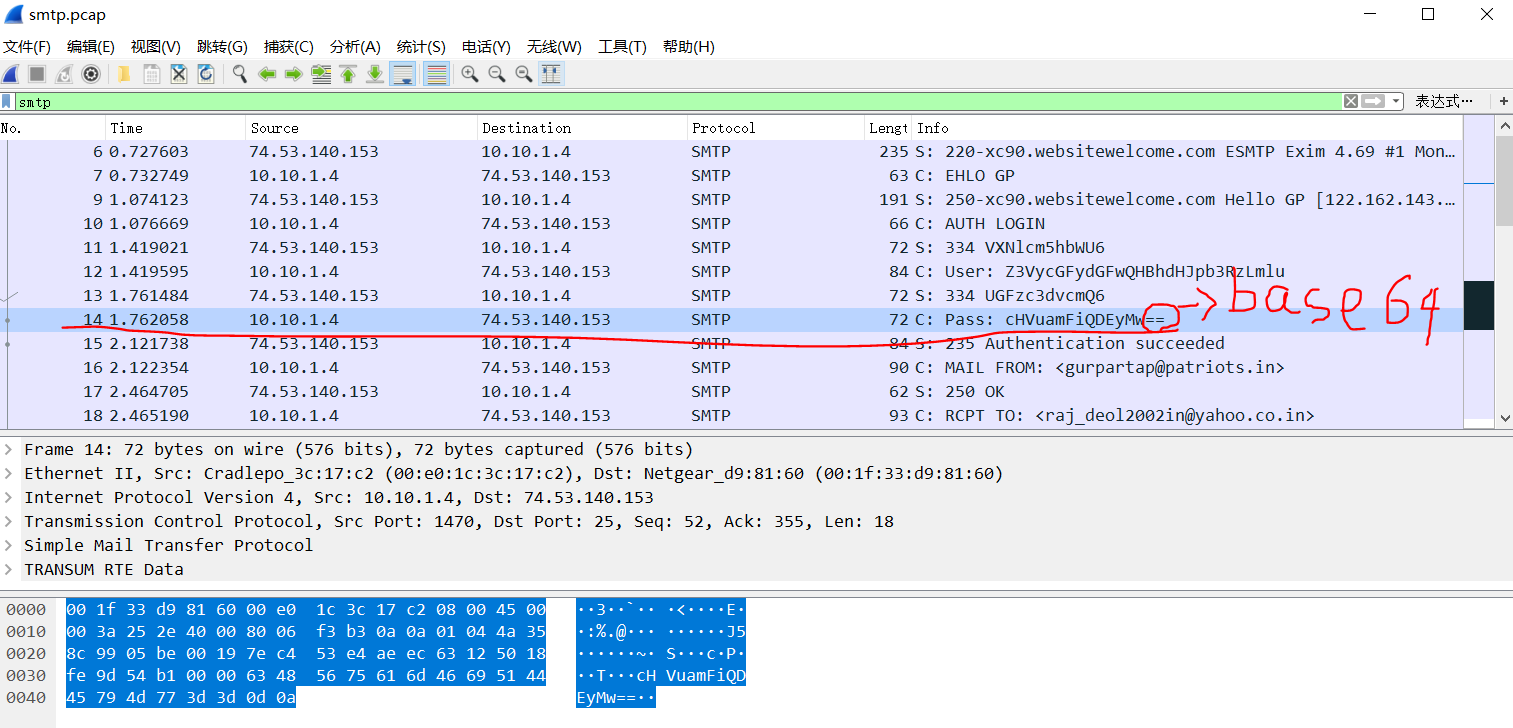 smtp.pcap
文件(F) 编辑(E) 视图(V) 跳转(G) 捕获(C) 分析(A) 统计(S) 电话(Y) 无线(W) 工具(T) 帮助(H)
smtp 表达式… +
No. Time Source Destination Protocol Lengt Info
6 0.727603 74.53.140.153 10.10.1.4 SMTP 235 S: 220-xc90.websitewelcome.com ESMTP Exim 4.69 #1 Mon…
7 0.732749 10.10.1.4 74.53.140.153 SMTP 63 C: EHLO GP
9 1.074123 74.53.140.153 10.10.1.4 SMTP 191 S: 250-xc90.websitewelcome.com Hello GP [122.162.143.…
10 1.076669 10.10.1.4 74.53.140.153 SMTP 66 C: AUTH LOGIN
11 1.419021 74.53.140.153 10.10.1.4 SMTP 72 S: 334 VXNlcm5hbWU6
12 1.419595 10.10.1.4 74.53.140.153 SMTP 84 C: User: Z3VycGFydGFwQHBhdHJpb3RzLmlu
13 1.761484 74.53.140.153 10.10.1.4 SMTP 72 S: 334 UGFzc3dvcmQ6
14 1.762058 10.10.1.4 74.53.140.153 SMTP 72 C: Pass: cHVuamFiQDEyMw==
base 64
15 2.121738 74.53.140.153 10.10.1.4 SMTP 84 S: 235 Authentication succeeded
16 2.122354 10.10.1.4 74.53.140.153 SMTP 90 C: MAIL FROM: <gurpartap@patriots.in>
17 2.464705 74.53.140.153 10.10.1.4 SMTP 62 S: 250 OK
18 2.465190 10.10.1.4 74.53.140.153 SMTP 93 C: RCPT TO: <raj_deol2002in@yahoo.co.in>
Frame 14: 72 bytes on wire (576 bits), 72 bytes captured (576 bits)
Ethernet II, Src: Cradlepo_3c:17:c2 (00:e0:1c:3c:17:c2), Dst: Netgear_d9:81:60 (00:1f:33:d9:81:60)
Internet Protocol Version 4, Src: 10.10.1.4, Dst: 74.53.140.153
Transmission Control Protocol, Src Port: 1470, Dst Port: 25, Seq: 52, Ack: 355, Len: 18
Simple Mail Transfer Protocol
TRANSUM RTE Data
0000 00 1f 33 d9 81 60 00 e0 1c 3c 17 c2 08 00 45 00 ··3··`·· ·<····E·
0010 00 3a 25 2e 40 00 80 06 f3 b3 0a 0a 01 04 4a 35 ·:%.@··· ······J5
0020 8c 99 05 be 00 19 7e c4 53 e4 ae ec 63 12 50 18 ······~· S···c·P·
0030 fe 9d 54 b1 00 00 63 48 56 75 61 6d 46 69 51 44 ··T···cH VuamFiQD
0040 45 79 4d 77 3d 3d 0d 0a EyMw==··